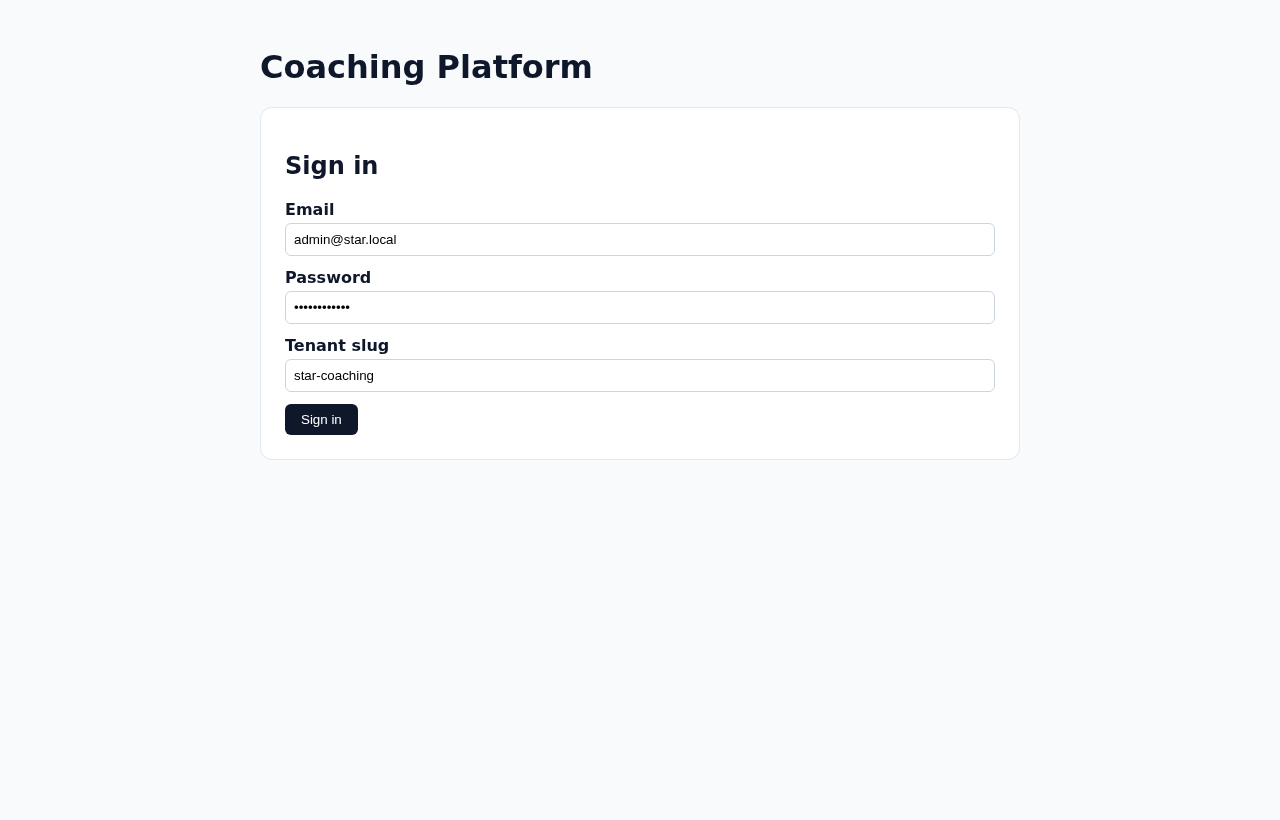 Coaching Platform
Sign in
Email
admin@star.local
Password
••••••••••••
Tenant slug
star-coaching
Sign in